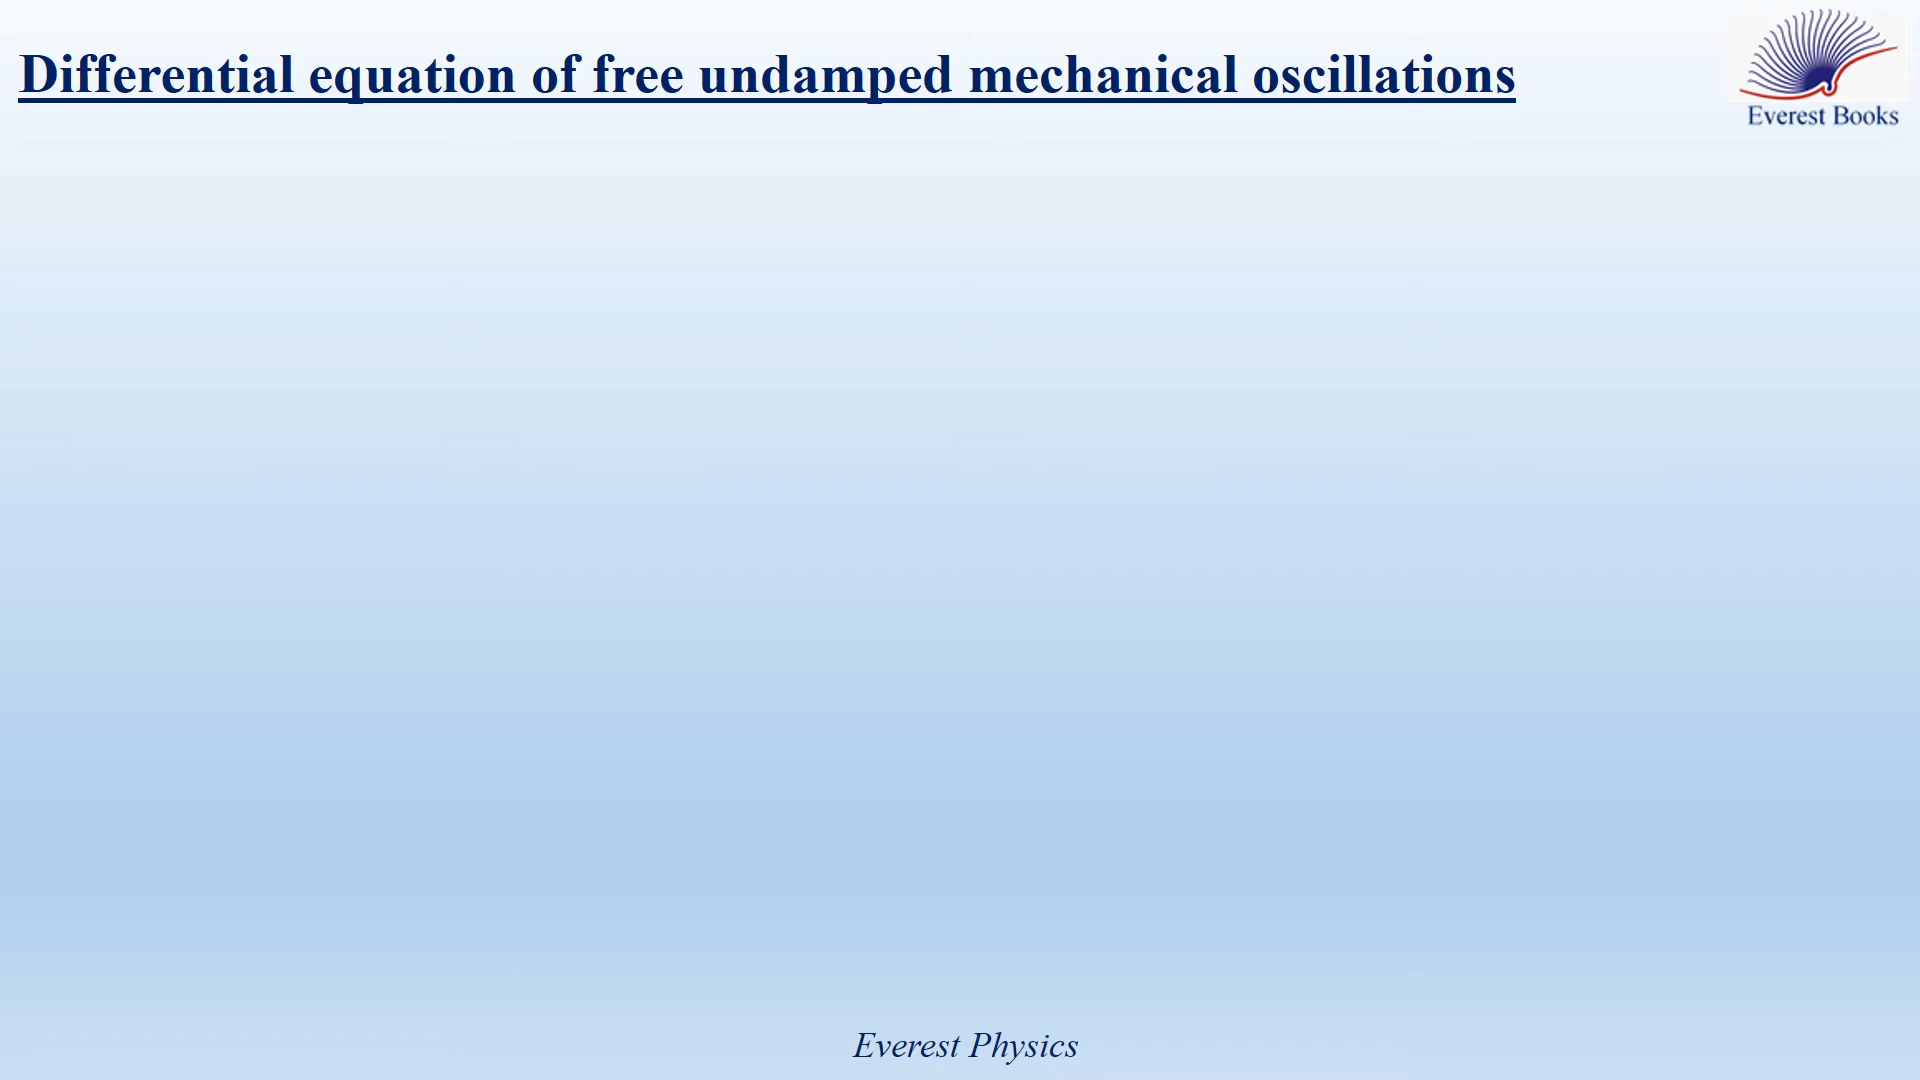 Differential equation of free undamped mechanical oscillations
Everest Books
Everest Physics